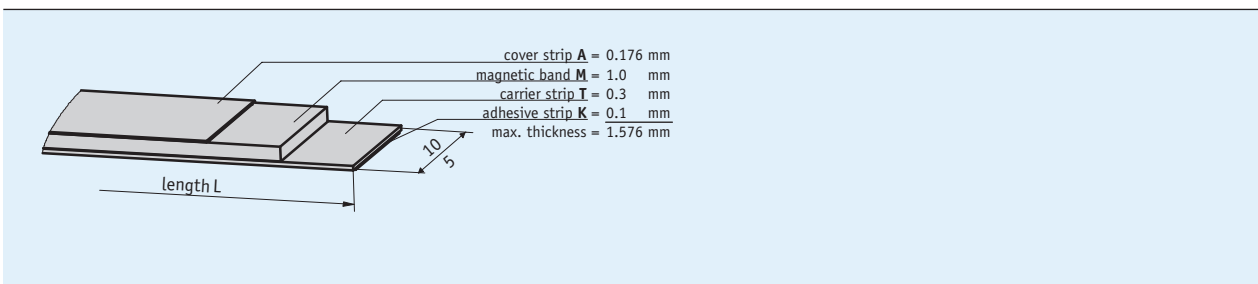 cover strip A = 0.176 mm
magnetic band M = 1.0 mm
carrier strip T = 0.3 mm
adhesive strip K = 0.1 mm
max. thickness = 1.576 mm
10
5
length L